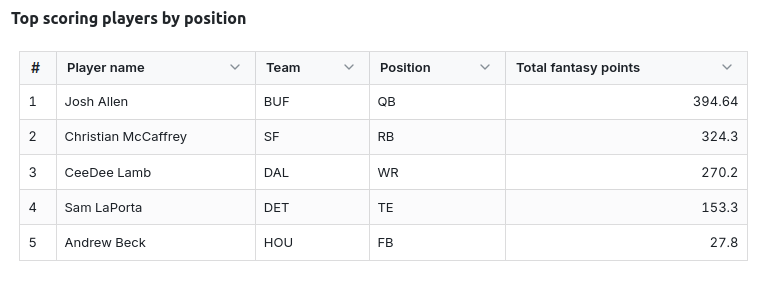 Top scoring players by position
# Player name Team Position Total fantasy points
1 Josh Allen BUF QB 394.64
2 Christian McCaffrey SF RB 324.3
3 CeeDee Lamb DAL WR 270.2
4 Sam LaPorta DET TE 153.3
5 Andrew Beck HOU FB 27.8